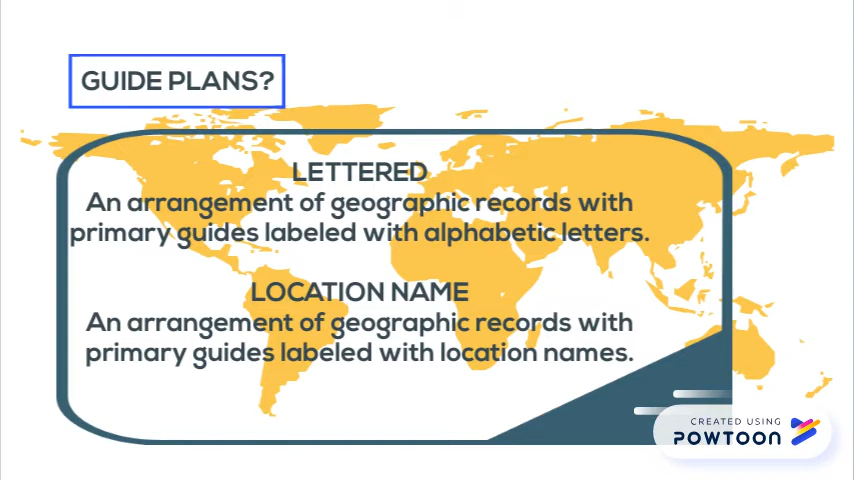 GUIDE PLANS?
LETTERED
An arrangement of geographic records with
primary guides labeled with alphabetic letters.
LOCATION NAME
An arrangement of geographic records with
primary guides labeled with location names.
CREATED USING
POWTOON